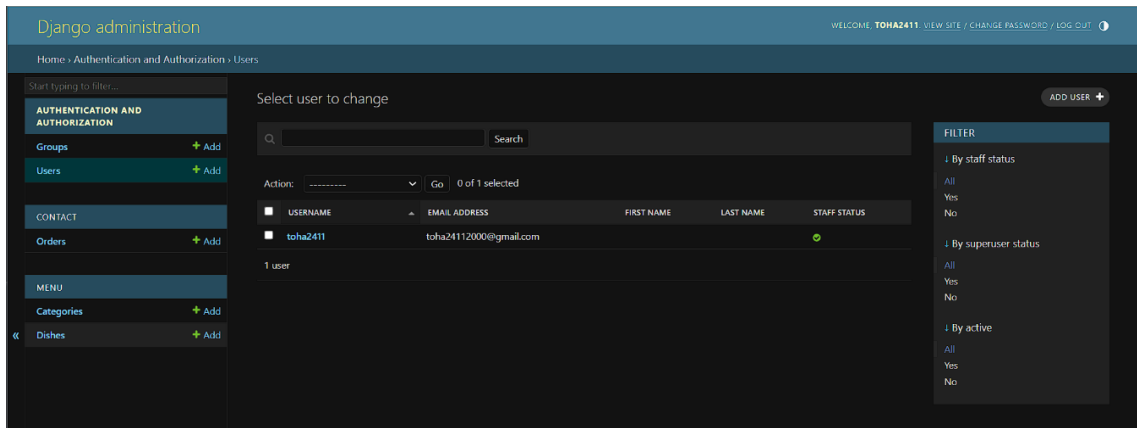 Django administration
WELCOME, TOHA2411. VIEW SITE / CHANGE PASSWORD / LOG OUT
Home › Authentication and Authorization › Users
Start typing to filter...
AUTHENTICATION AND
AUTHORIZATION
Groups + Add
Users + Add
CONTACT
Orders + Add
MENU
Categories + Add
« Dishes + Add
Select user to change
ADD USER +
Search
Action: --------- Go 0 of 1 selected
USERNAME EMAIL ADDRESS FIRST NAME LAST NAME STAFF STATUS
toha2411 toha24112000@gmail.com
1 user
FILTER
↓ By staff status
All
Yes
No
↓ By superuser status
All
Yes
No
↓ By active
All
Yes
No